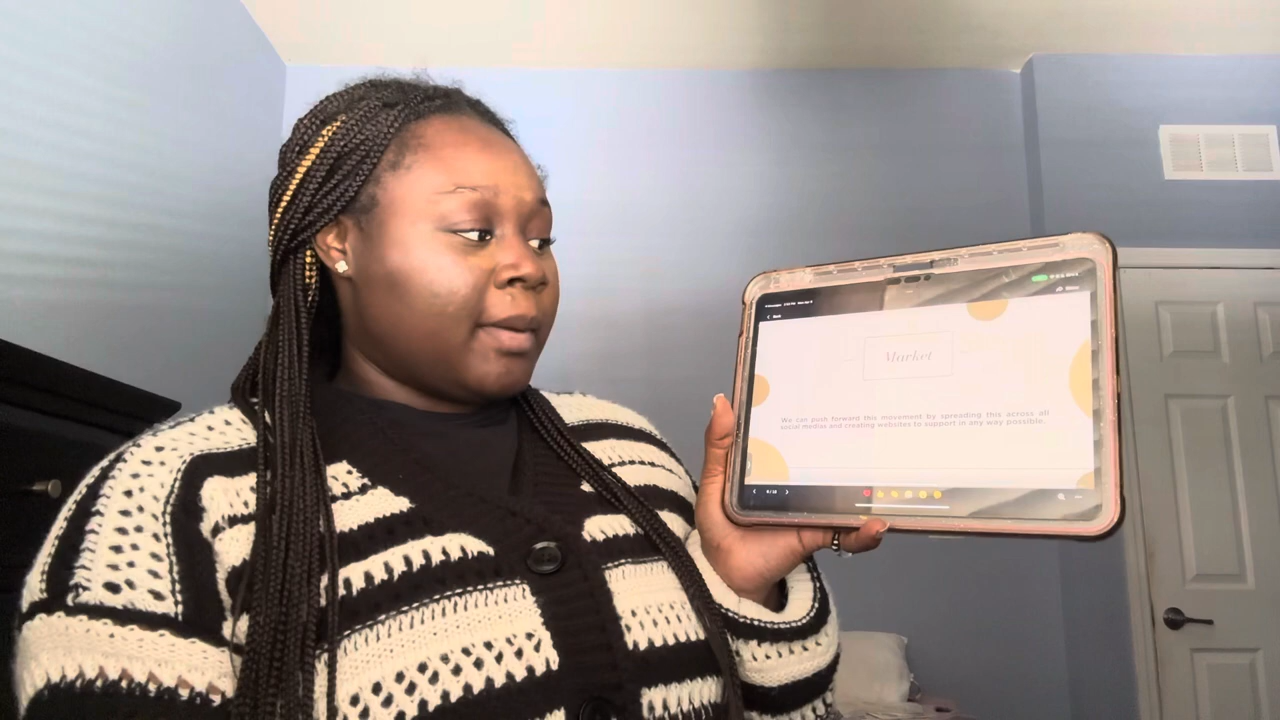 Back
Market
We can push forward this movement by spreading this across all
social medias and creating websites to support in any way possible.